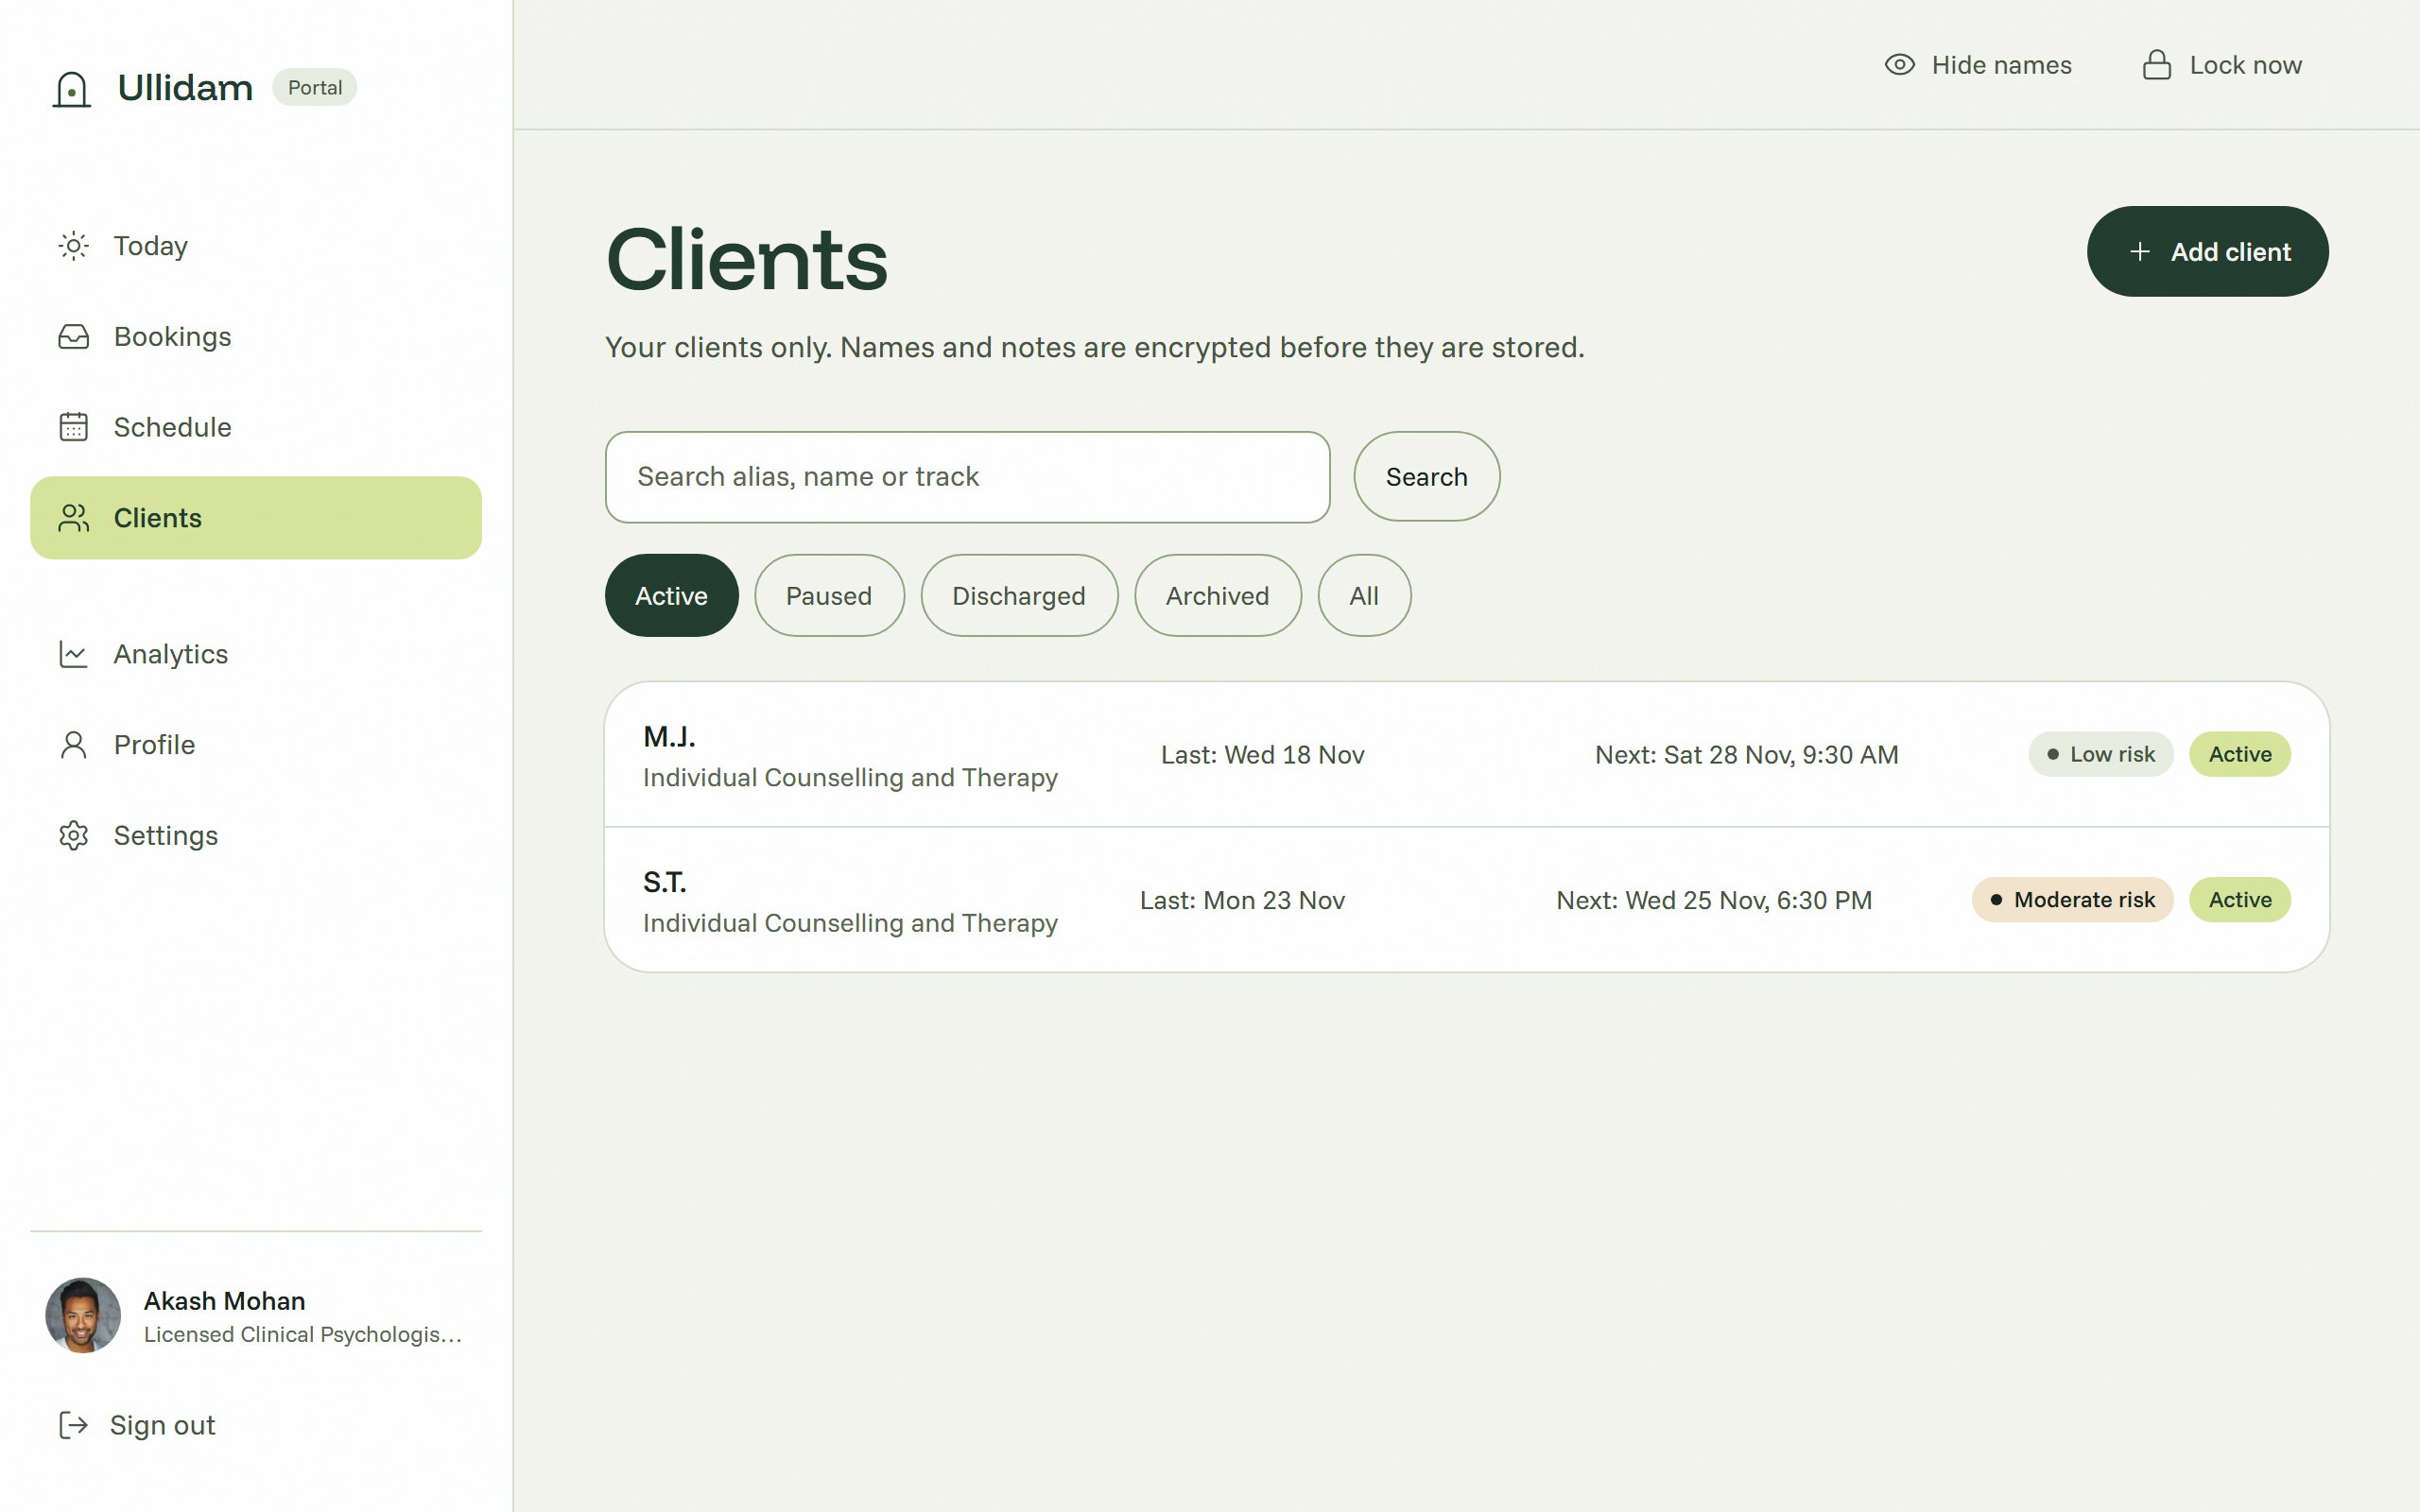 Ullidam Portal
Hide names
Lock now
Today
Bookings
Schedule
Clients
Analytics
Profile
Settings
Akash Mohan
Licensed Clinical Psychologis...
Sign out
Clients
Add client
Your clients only. Names and notes are encrypted before they are stored.
Search alias, name or track
Search
Active Paused Discharged Archived All
M.J.
Individual Counselling and Therapy
Last: Wed 18 Nov
Next: Sat 28 Nov, 9:30 AM
Low risk
Active
S.T.
Individual Counselling and Therapy
Last: Mon 23 Nov
Next: Wed 25 Nov, 6:30 PM
Moderate risk
Active